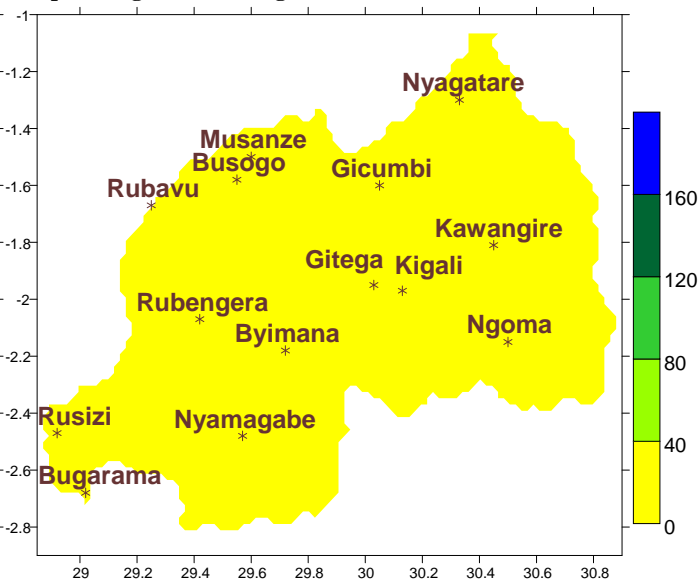 -1
-1.2
-1.4
-1.6
-1.8
-2
-2.2
-2.4
-2.6
-2.8
Nyagatare
Musanze
Busogo
Gicumbi
Rubavu
Kawangire
Gitega
Kigali
Rubengera
Byimana
Ngoma
Rusizi
Nyamagabe
Bugarama
160
120
80
40
0
29 29.2 29.4 29.6 29.8 30 30.2 30.4 30.6 30.8